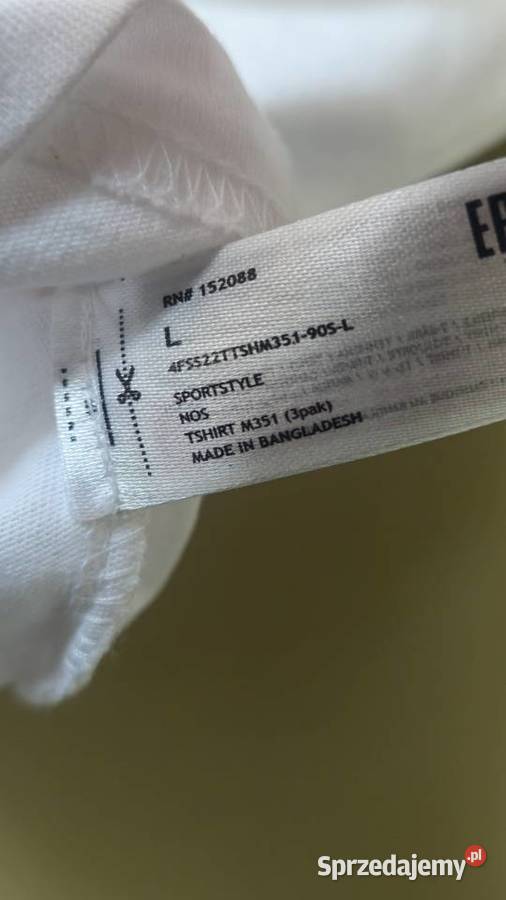 RN# 152088
L
4FSS22TTSHM351-90S-L
SPORTSTYLE
NOS
TSHIRT M351 (3pak)
MADE IN BANGLADESH
Sprzedajemy.pl